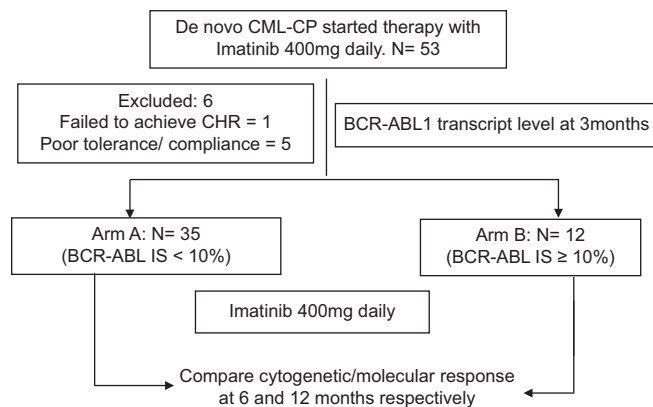 De novo CML-CP started therapy with
Imatinib 400mg daily. N= 53
Excluded: 6
Failed to achieve CHR = 1
Poor tolerance/ compliance = 5
BCR-ABL1 transcript level at 3months
Arm A: N= 35
(BCR-ABL IS < 10%)
Arm B: N= 12
(BCR-ABL IS ≥ 10%)
Imatinib 400mg daily
Compare cytogenetic/molecular response
at 6 and 12 months respectively